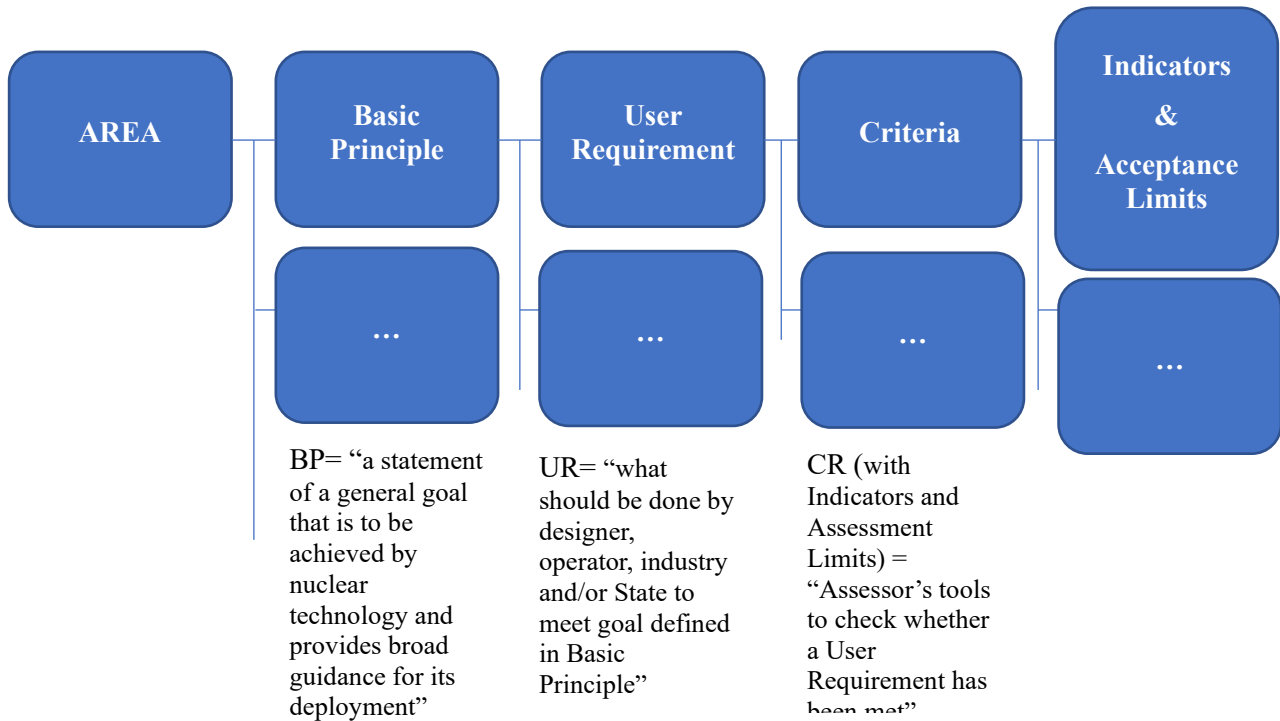 AREA
Basic
Principle
User
Requirement
Criteria
Indicators
&
Acceptance
Limits
...
...
...
...
BP= “a statement
of a general goal
that is to be
achieved by
nuclear
technology and
provides broad
guidance for its
deployment”
UR= “what
should be done by
designer,
operator, industry
and/or State to
meet goal defined
in Basic
Principle”
CR (with
Indicators and
Assessment
Limits) =
“Assessor’s tools
to check whether
a User
Requirement has
been met”